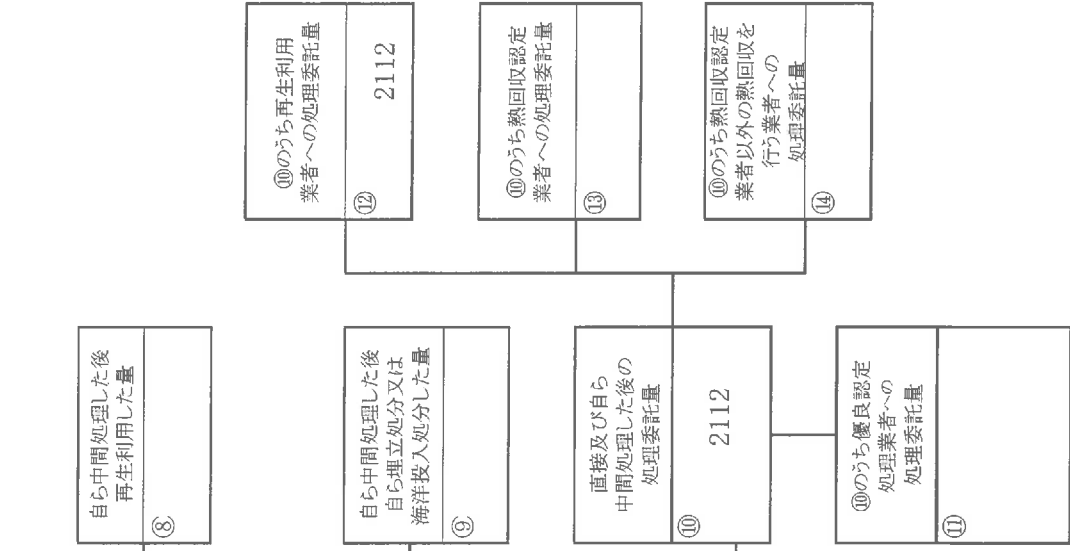 自ら中間処理した後
再生利用した量
⑧
自ら中間処理した後
自ら埋立処分又は
海洋投入処分した量
⑨
直接及び自ら
中間処理した後の
処理委託量
⑩
2112
⑩のうち優良認定
処理業者への
処理委託量
⑪
⑩のうち再生利用
業者への処理委託量
⑫
2112
⑩のうち熱回収認定
業者への処理委託量
⑬
⑩のうち熱回収認定
業者以外の熱回収を
行う業者への
処理委託量
⑭